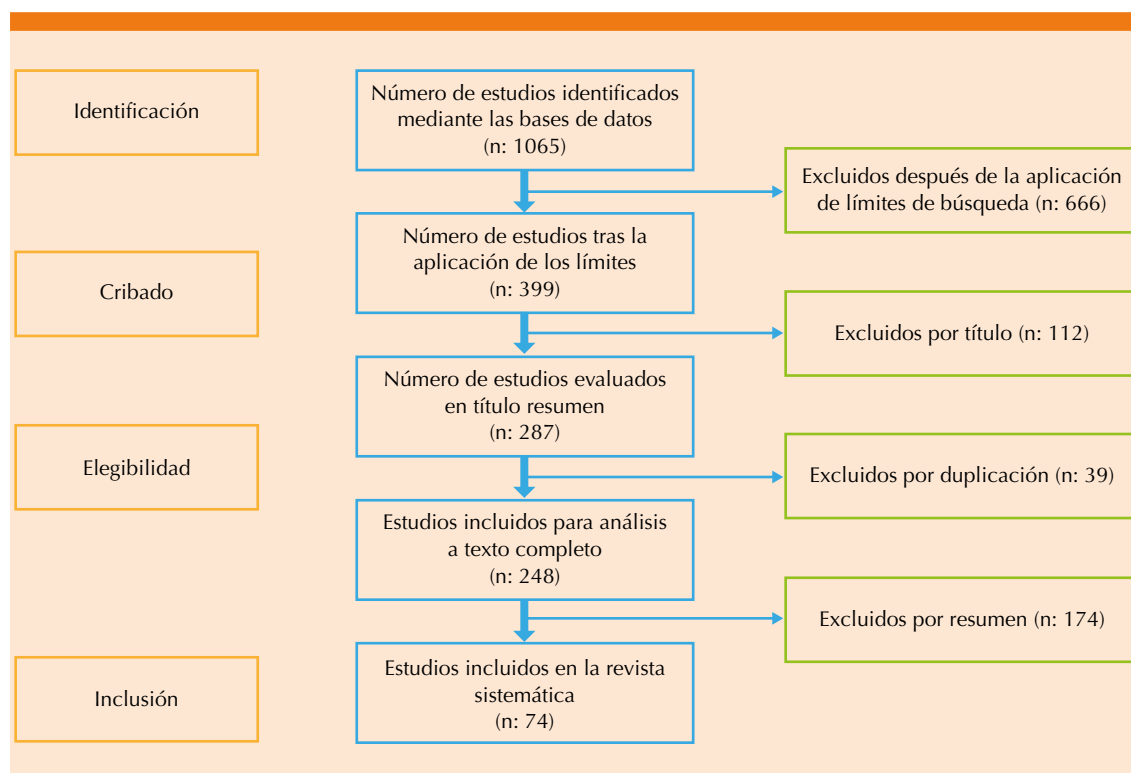 Identificación
Número de estudios identificados
mediante las bases de datos
(n: 1065)
Excluidos después de la aplicación
de límites de búsqueda (n: 666)
Cribado
Número de estudios tras la
aplicación de los límites
(n: 399)
Excluidos por título (n: 112)
Número de estudios evaluados
en título resumen
(n: 287)
Elegibilidad
Excluidos por duplicación (n: 39)
Estudios incluidos para análisis
a texto completo
(n: 248)
Excluidos por resumen (n: 174)
Inclusión
Estudios incluidos en la revista
sistemática
(n: 74)